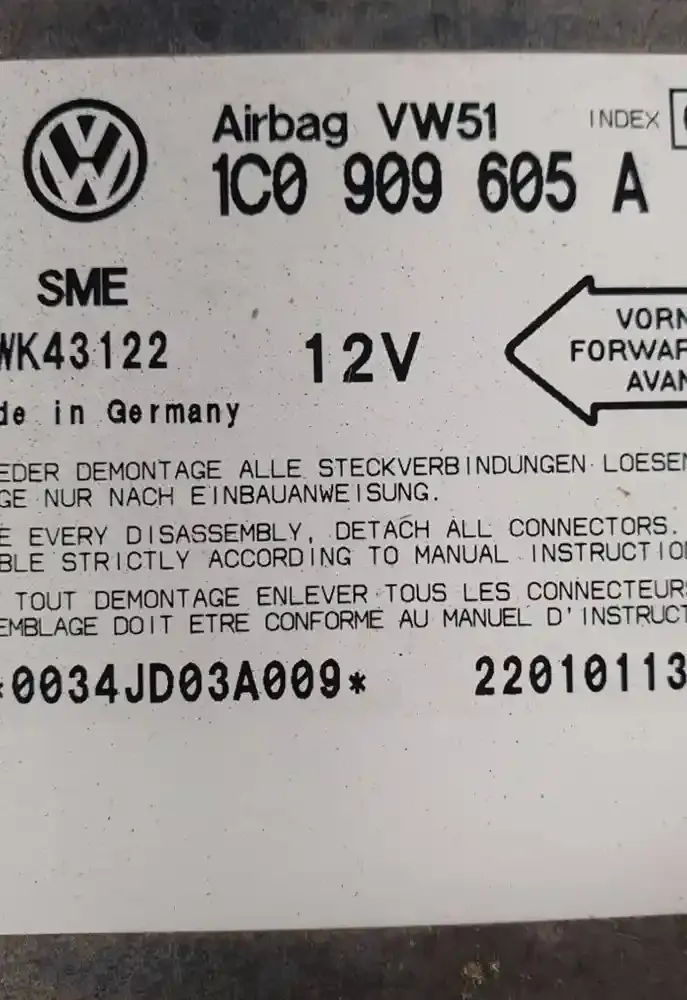 Airbag VW51
INDEX
1C0 909 605 A
SME
WK43122
12V
VORN
FORWAR
AVAN
de in Germany
EDER DEMONTAGE ALLE STECKVERBINDUNGEN LOESEN
GE NUR NACH EINBAUANWEISUNG.
E EVERY DISASSEMBLY, DETACH ALL CONNECTORS.
BLE STRICTLY ACCORDING TO MANUAL INSTRUCTIO
TOUT DEMONTAGE ENLEVER TOUS LES CONNECTEURS
EMBLAGE DOIT ETRE CONFORME AU MANUEL D'INSTRUCT
*0034JD03A009*
22010113